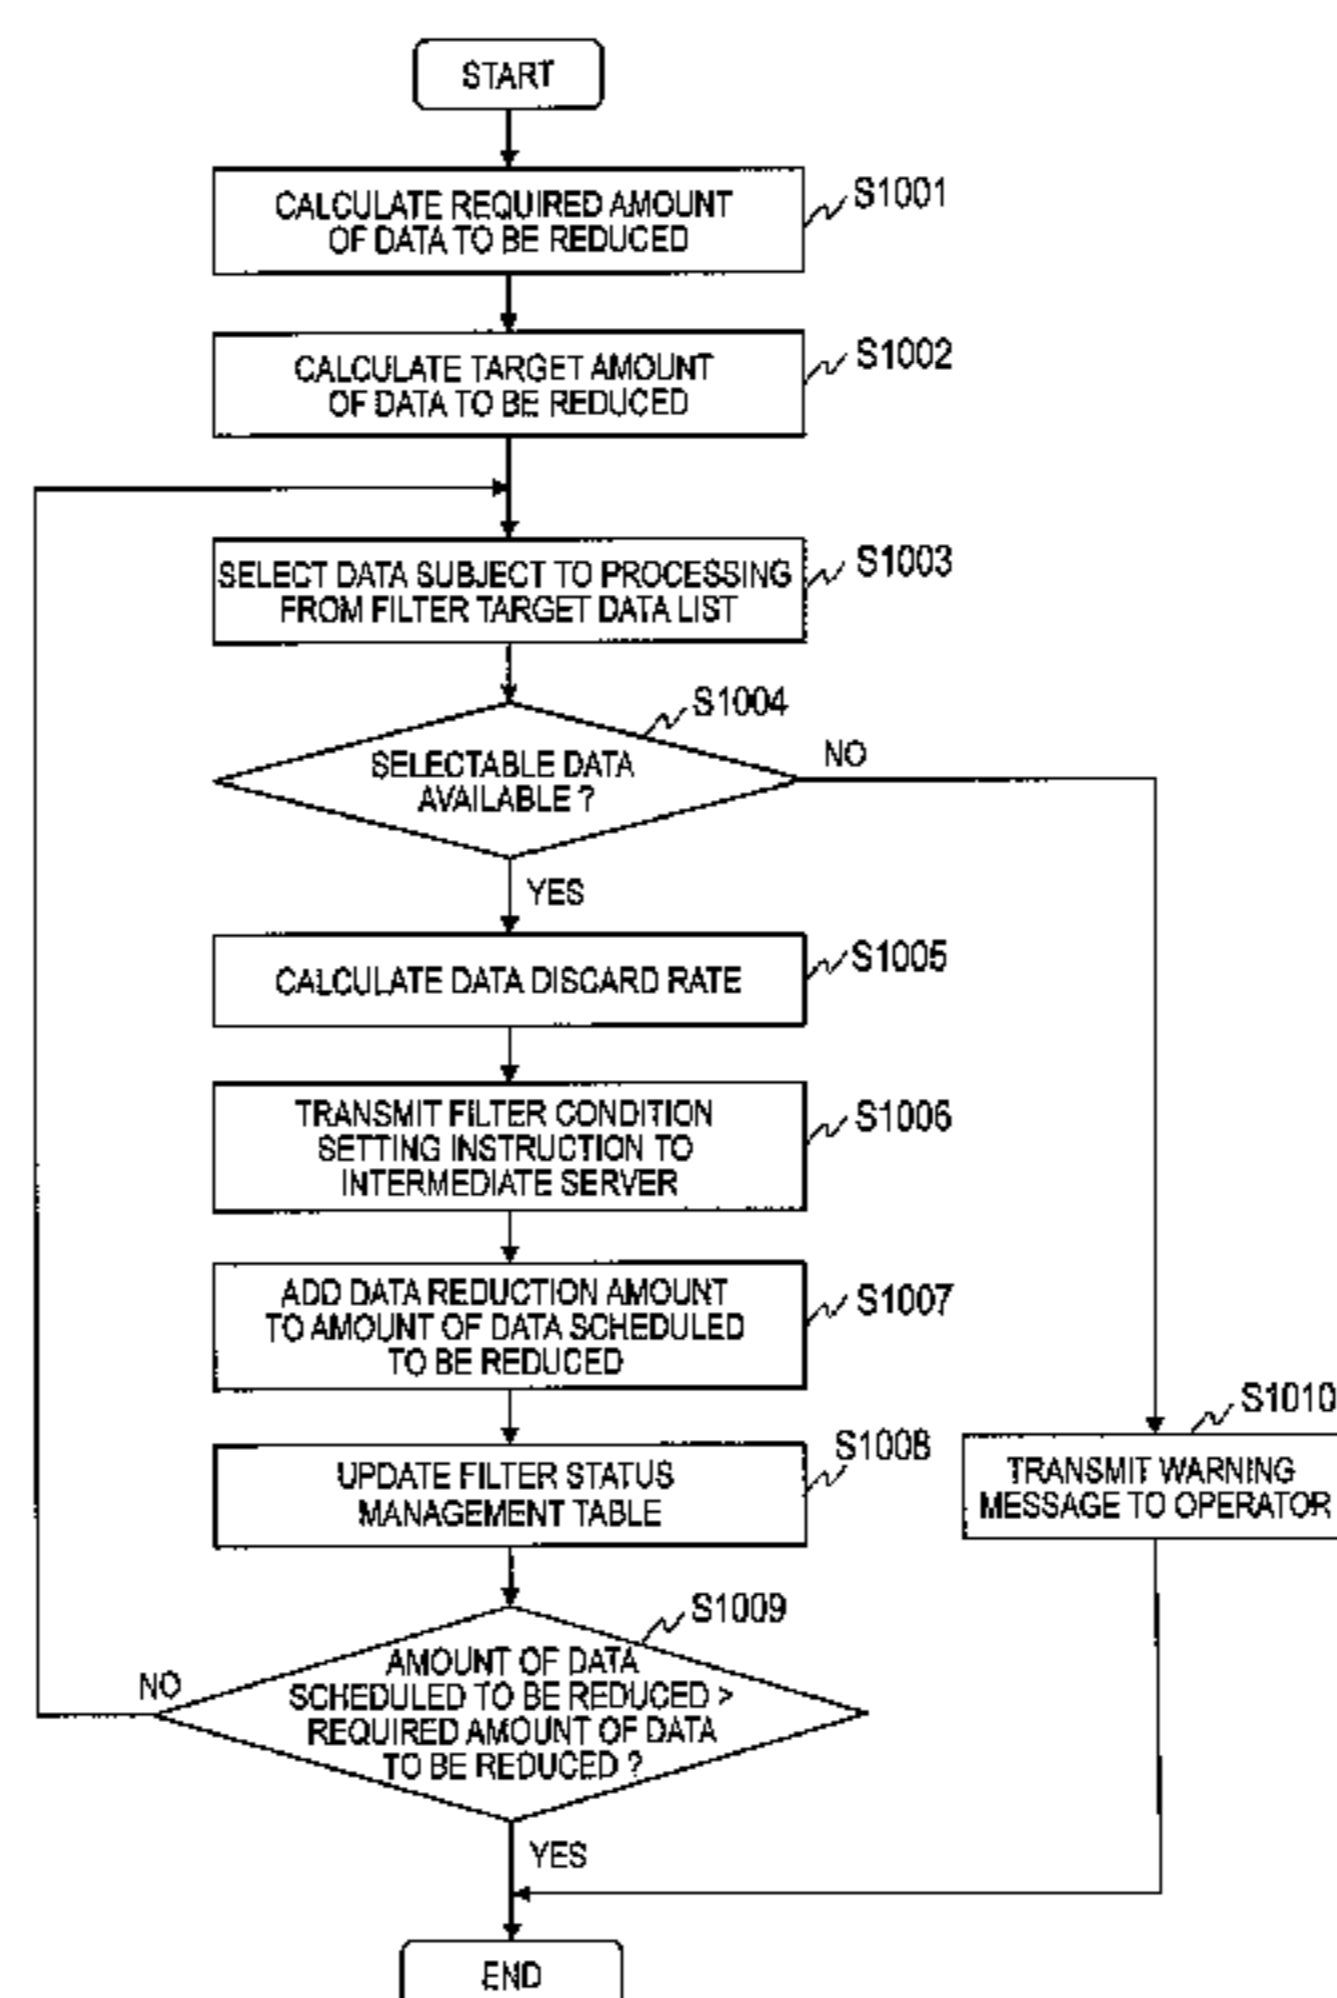 START
CALCULATE REQUIRED AMOUNT
OF DATA TO BE REDUCED
S1001
CALCULATE TARGET AMOUNT
OF DATA TO BE REDUCED
S1002
SELECT DATA SUBJECT TO PROCESSING
FROM FILTER TARGET DATA LIST
S1003
S1004
SELECTABLE DATA
AVAILABLE ?
NO
YES
CALCULATE DATA DISCARD RATE
S1005
TRANSMIT FILTER CONDITION
SETTING INSTRUCTION TO
INTERMEDIATE SERVER
S1006
ADD DATA REDUCTION AMOUNT
TO AMOUNT OF DATA SCHEDULED
TO BE REDUCED
S1007
UPDATE FILTER STATUS
MANAGEMENT TABLE
S1008
S1010
TRANSMIT WARNING
MESSAGE TO OPERATOR
S1009
AMOUNT OF DATA
SCHEDULED TO BE REDUCED >
REQUIRED AMOUNT OF DATA
TO BE REDUCED ?
NO
YES
END